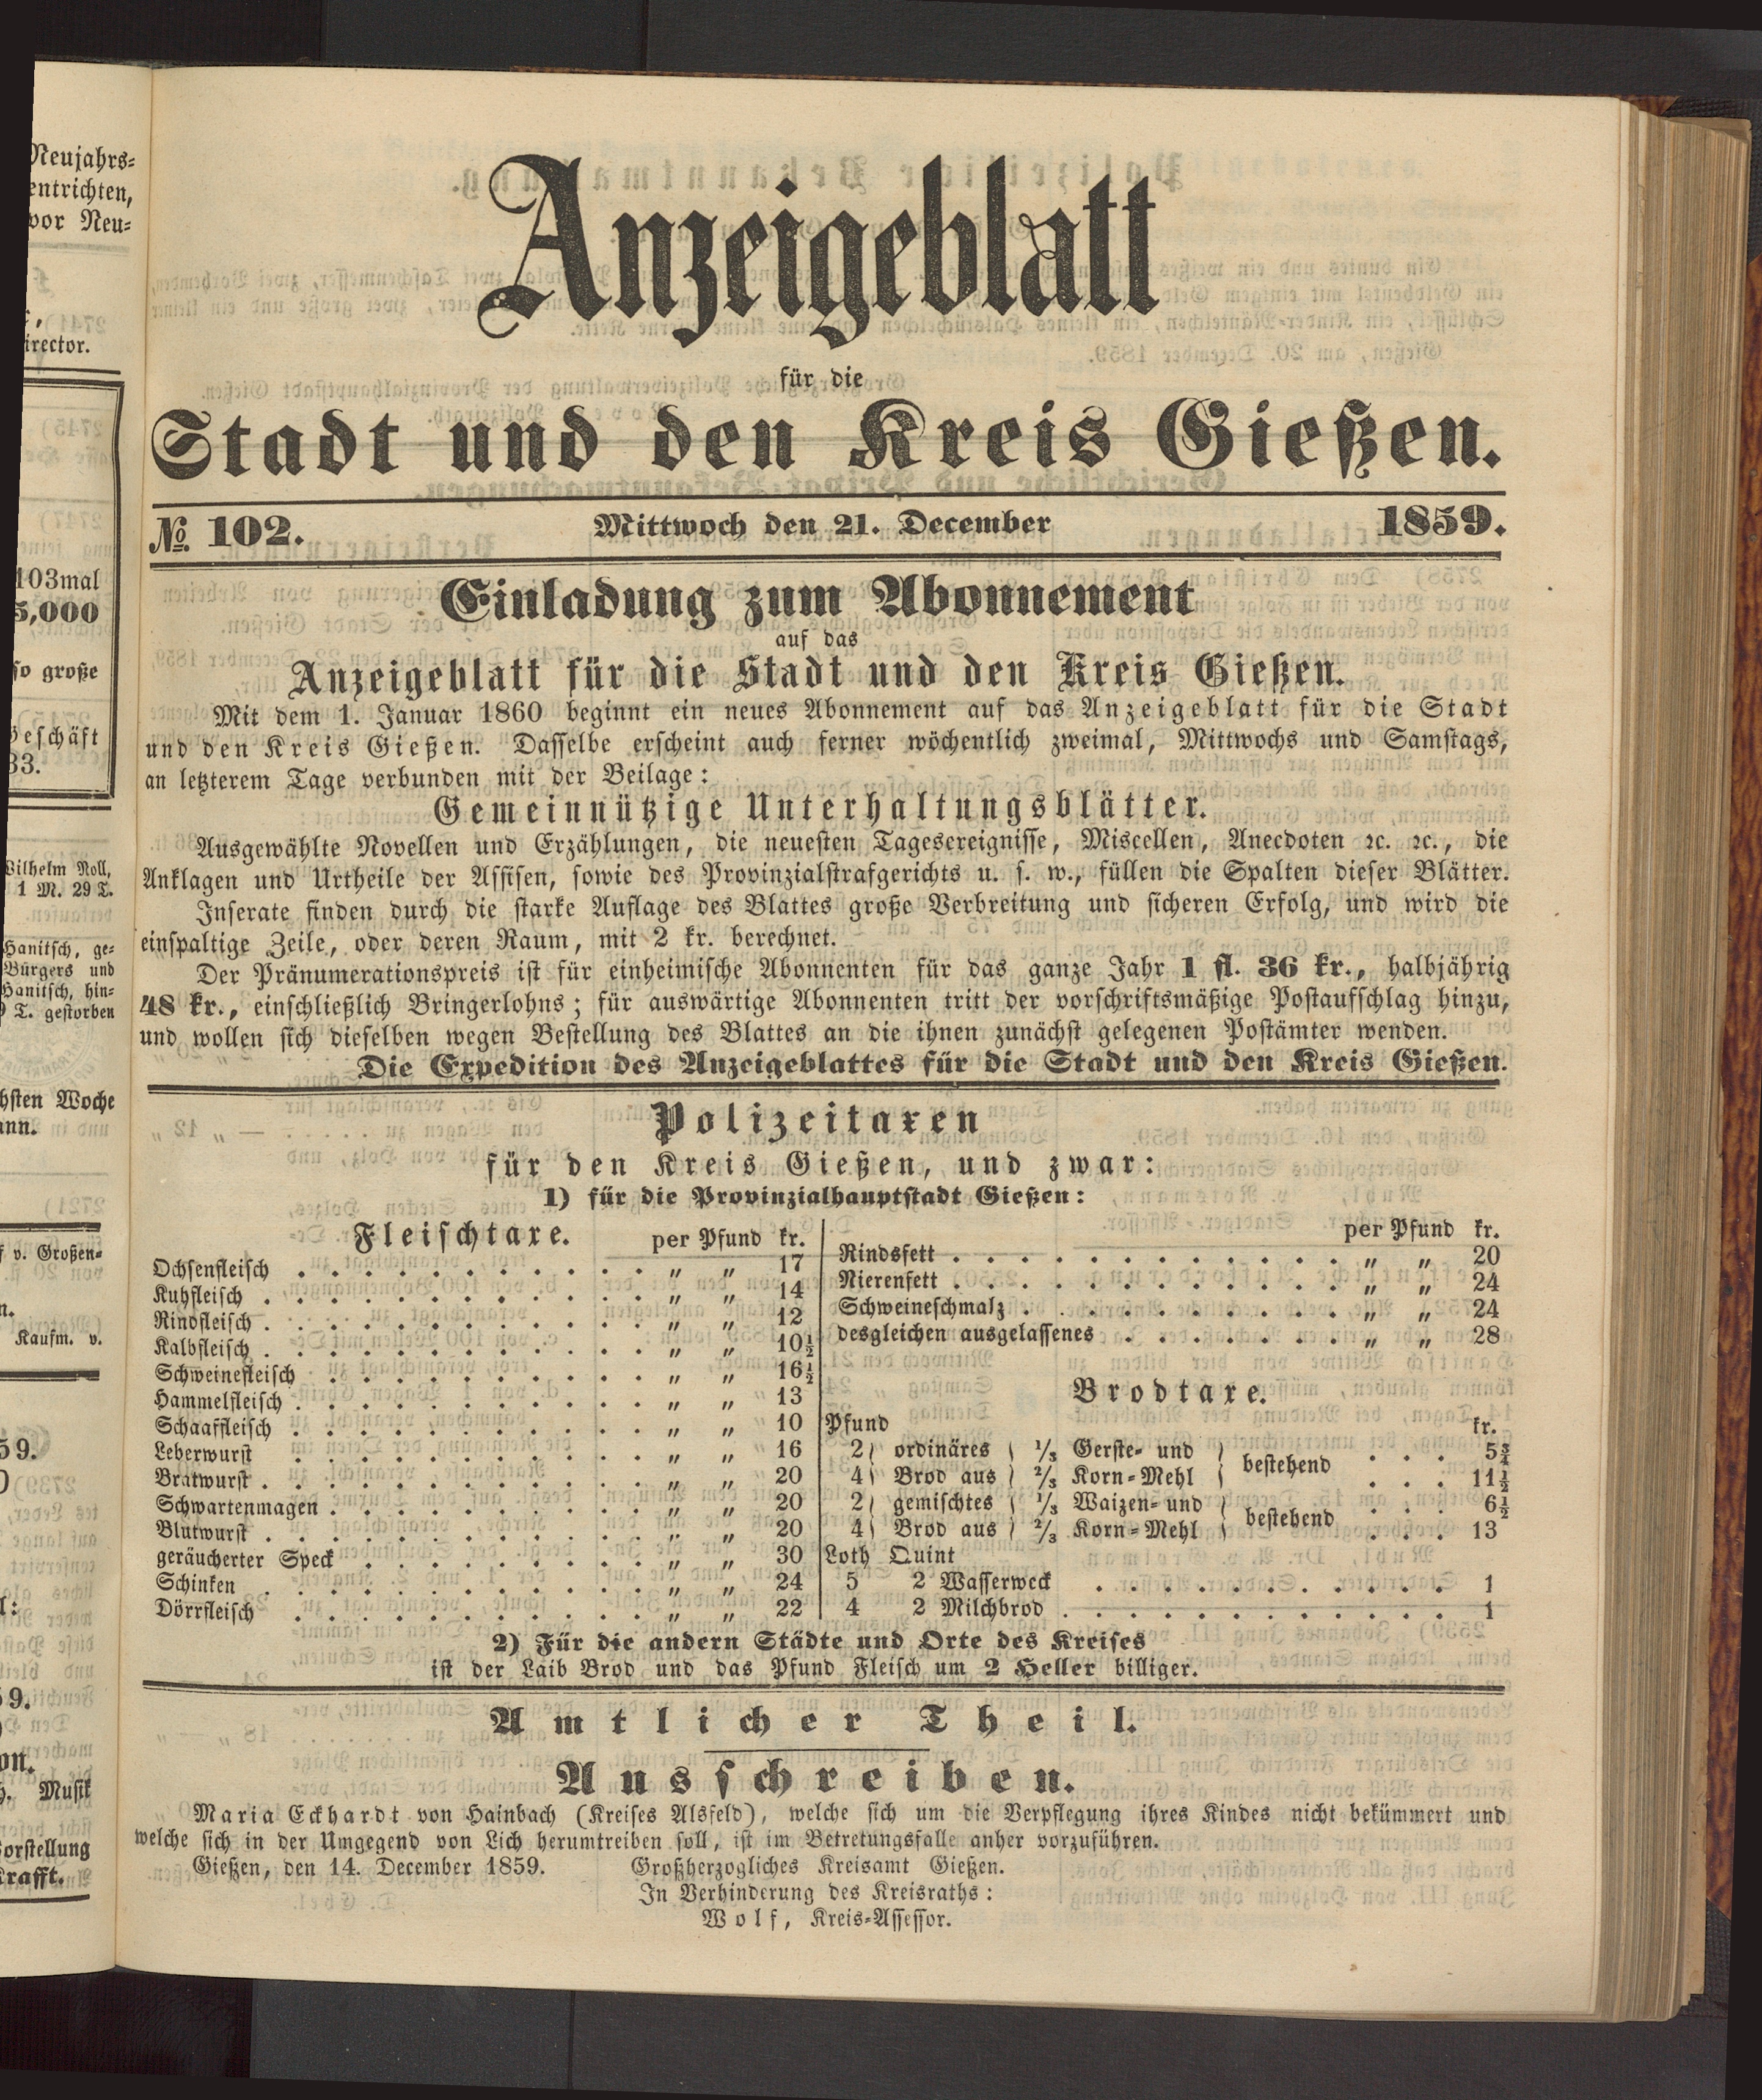 Anzeigeblatt
für die
Stadt und den Kreis Gießen.
№ 102. Mittwoch den 21. December 1859.
Einladung zum Abonnement
auf das
Anzeigeblatt für die Stadt und den Kreis Gießen.
Mit dem 1. Januar 1860 beginnt ein neues Abonnement auf das Anzeigeblatt für die Stadt
und den Kreis Gießen. Dasselbe erscheint auch ferner wöchentlich zweimal, Mittwochs und Samstags,
an letzterem Tage verbunden mit der Beilage:
Gemeinnützige Unterhaltungsblätter.
Ausgewählte Novellen und Erzählungen, die neuesten Tagesereignisse, Miscellen, Anecdoten ꝛc. ꝛc., die
Anklagen und Urtheile der Assisen, sowie des Provinzialstrafgerichts u. s. w., füllen die Spalten dieser Blätter.
Inserate finden durch die starke Auflage des Blattes große Verbreitung und sicheren Erfolg, und wird die
einspaltige Zeile, oder deren Raum, mit 2 kr. berechnet.
Der Pränumerationspreis ist für einheimische Abonnenten für das ganze Jahr 1 fl. 36 kr., halbjährig
48 kr., einschließlich Bringerlohns; für auswärtige Abonnenten tritt der vorschriftsmäßige Postaufschlag hinzu,
und wollen sich dieselben wegen Bestellung des Blattes an die ihnen zunächst gelegenen Postämter wenden.
Die Expedition des Anzeigeblattes für die Stadt und den Kreis Gießen.
Polizeitaxen
für den Kreis Gießen, und zwar:
1) für die Provinzialhauptstadt Gießen:
Fleischtaxe. per Pfund kr.
Ochsenfleisch . . . . „ „ 17
Kuhfleisch . . . . „ „ 14
Rindfleisch . . . . „ „ 12
Kalbfleisch . . . . „ „ 10½
Schweinefleisch . . . . „ „ 16½
Hammelfleisch . . . . „ „ 13
Schaaffleisch . . . . „ „ 10
Leberwurst . . . . „ „ 16
Bratwurst . . . . „ „ 20
Schwartenmagen . . . . „ „ 20
Blutwurst . . . . „ „ 20
geräucherter Speck . . . . „ „ 30
Schinken . . . . „ „ 24
Dörrfleisch . . . . „ „ 22
per Pfund kr.
Rindsfett . . . . „ „ 20
Nierenfett . . . . „ „ 24
Schweineschmalz . . . . „ „ 24
desgleichen ausgelassenes . . . . „ „ 28
Brodtaxe.
Pfund kr.
2 ordinäres ⅓ Gerste- und bestehend . . . 5¾
4 Brod aus ⅔ Korn-Mehl . . . 11½
2 gemischtes ⅓ Waizen- und bestehend . . . 6½
4 Brod aus ⅔ Korn-Mehl . . . 13
Loth Quint
5 2 Wasserweck . . . . 1
4 2 Milchbrod . . . . 1
2) Für die andern Städte und Orte des Kreises
ist der Laib Brod und das Pfund Fleisch um 2 Heller billiger.
Amtlicher Theil.
Ausschreiben.
Maria Eckhardt von Hainbach (Kreises Alsfeld), welche sich um die Verpflegung ihres Kindes nicht bekümmert und
welche sich in der Umgegend von Lich herumtreiben soll, ist im Betretungsfalle anher vorzuführen.
Gießen, den 14. December 1859. Großherzogliches Kreisamt Gießen.
In Verhinderung des Kreisraths:
Wolf, Kreis-Assessor.